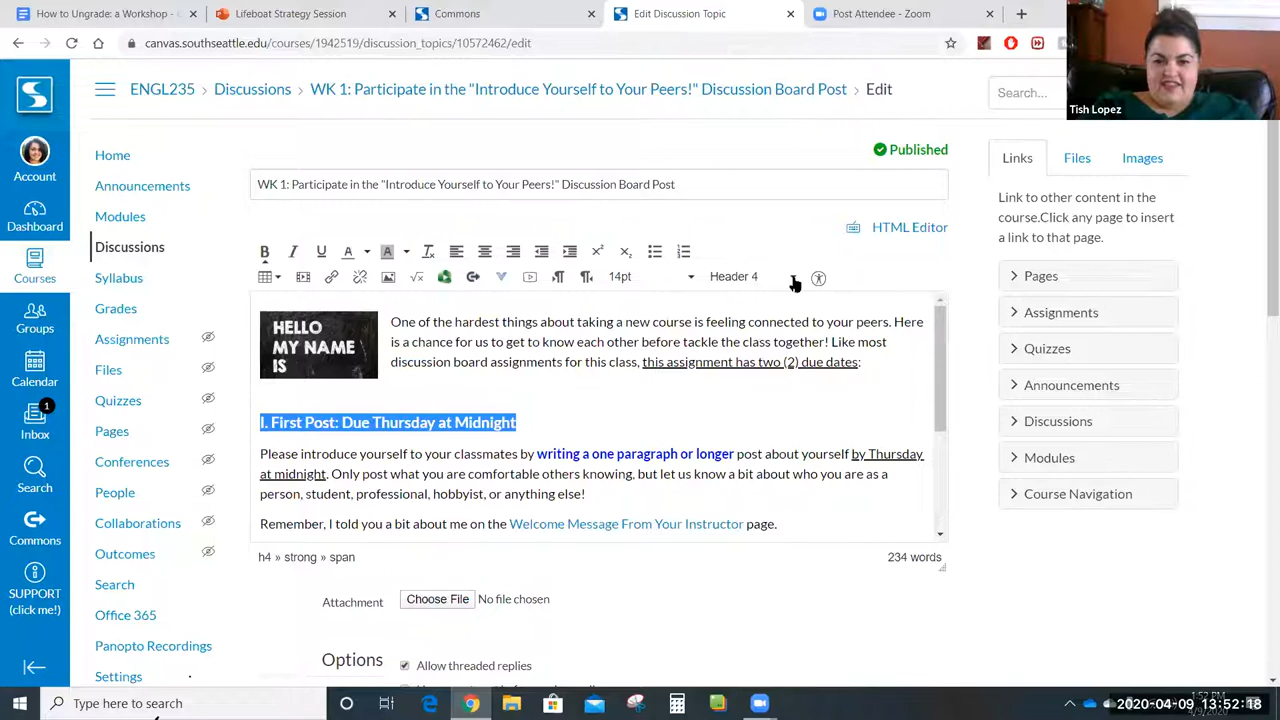 How to Ungrade: a Workshop -
Lifeboat Strategy Session
Commons
Edit Discussion Topic
Post Attendee - Zoom
canvas.southseattle.edu/courses/1942519/discussion_topics/10572462/edit
Tish Lopez
ENGL235 › Discussions › WK 1: Participate in the "Introduce Yourself to Your Peers!" Discussion Board Post › Edit
Search...
Account
Dashboard
Courses
Groups
Calendar
1
Inbox
Search
Commons
SUPPORT
(click me!)
Home
Announcements
Modules
Discussions
Syllabus
Grades
Assignments
Files
Quizzes
Pages
Conferences
People
Collaborations
Outcomes
Search
Office 365
Panopto Recordings
Settings
Published
WK 1: Participate in the "Introduce Yourself to Your Peers!" Discussion Board Post
HTML Editor
14pt
Header 4
HELLO
MY NAME
IS
One of the hardest things about taking a new course is feeling connected to your peers. Here
is a chance for us to get to know each other before tackle the class together! Like most
discussion board assignments for this class, this assignment has two (2) due dates:
I. First Post: Due Thursday at Midnight
Please introduce yourself to your classmates by writing a one paragraph or longer post about yourself by Thursday
at midnight. Only post what you are comfortable others knowing, but let us know a bit about who you are as a
person, student, professional, hobbyist, or anything else!
Remember, I told you a bit about me on the Welcome Message From Your Instructor page.
h4 » strong » span
234 words
Attachment
Choose File No file chosen
Options
Allow threaded replies
Links
Files
Images
Link to other content in the
course.Click any page to insert
a link to that page.
Pages
Assignments
Quizzes
Announcements
Discussions
Modules
Course Navigation
Type here to search
1:52 PM
2020-04-09 13:52:18